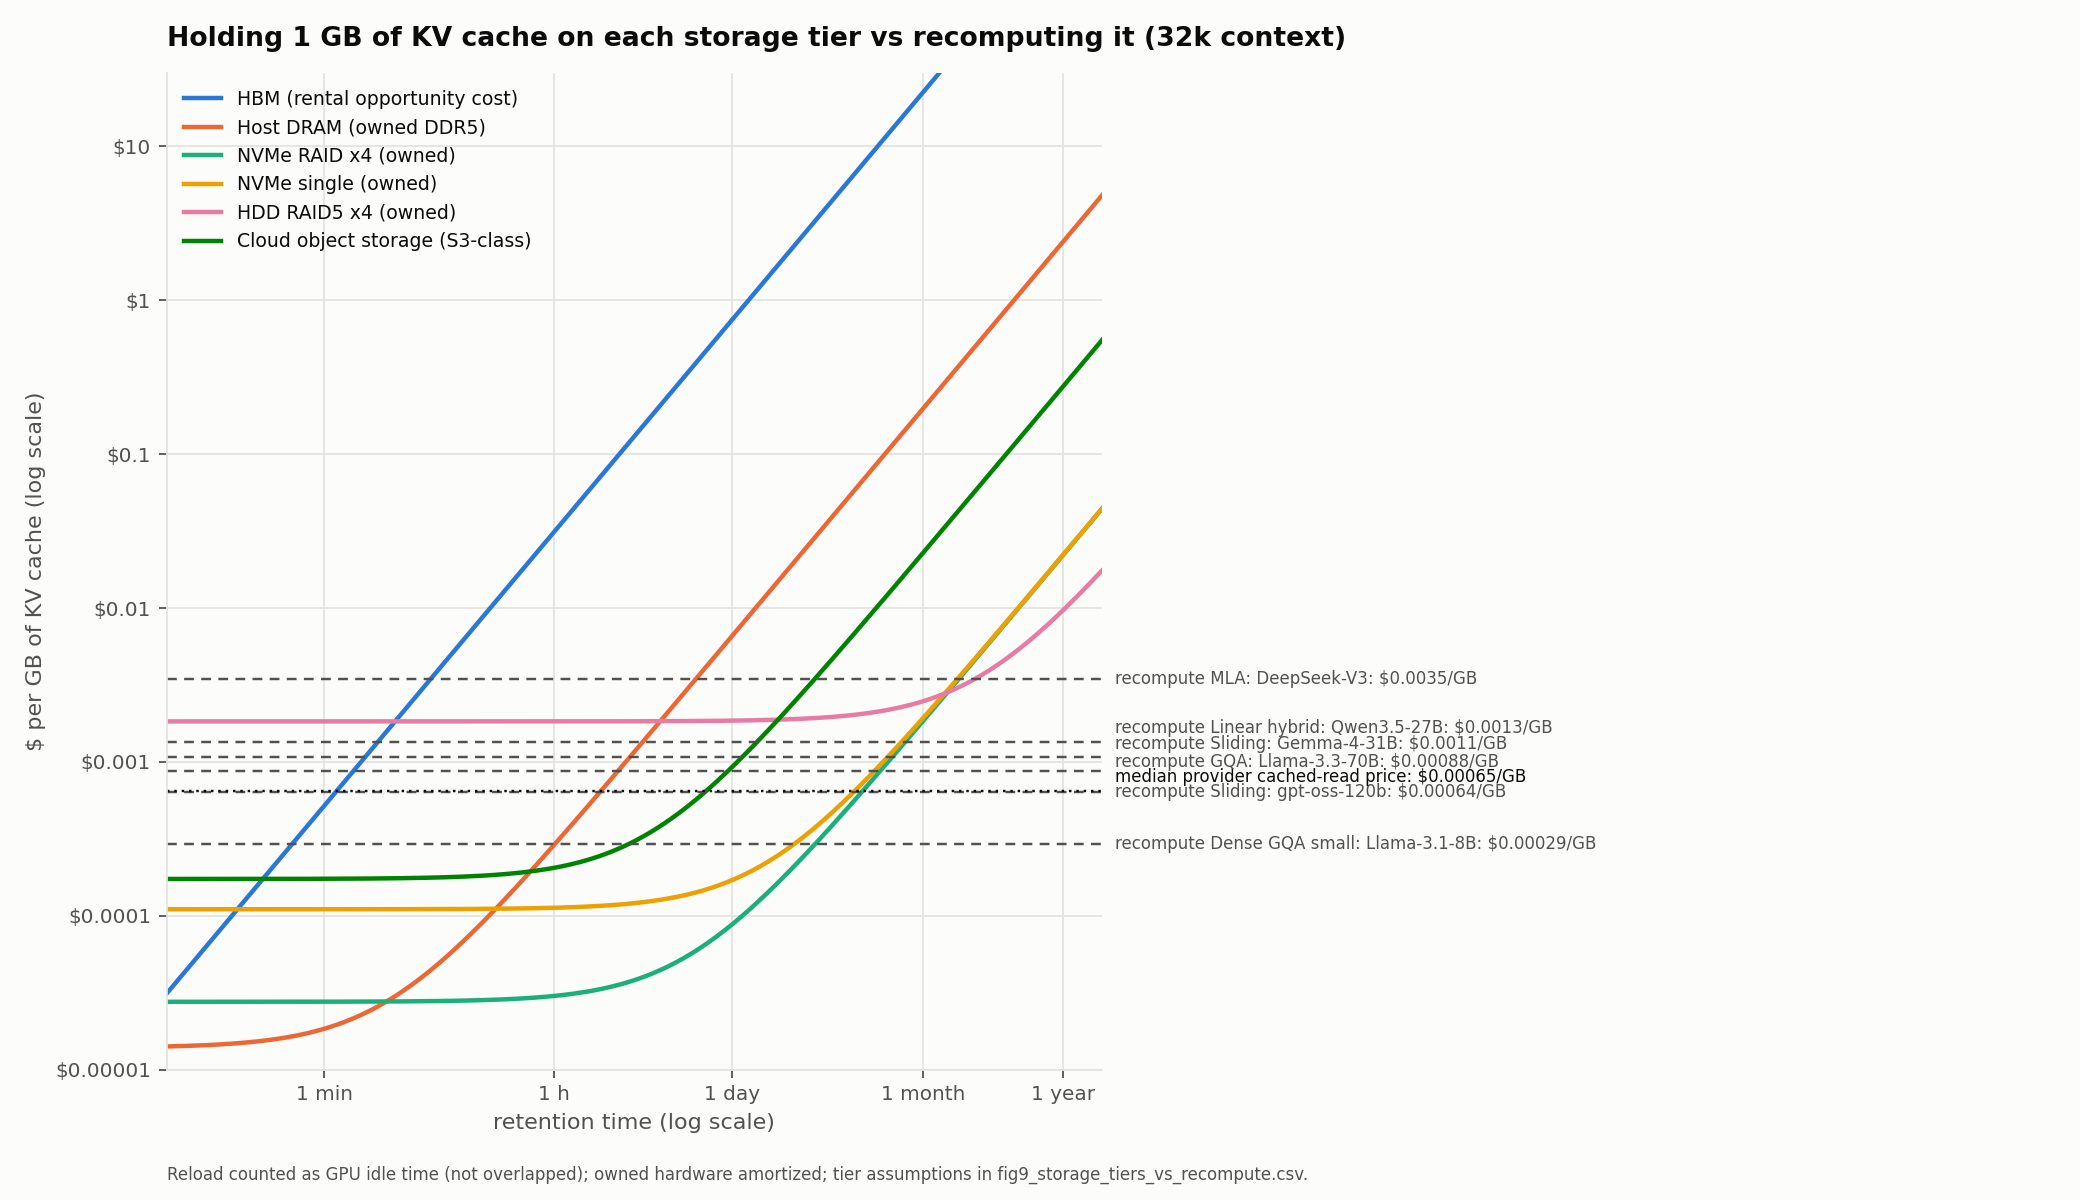 Holding 1 GB of KV cache on each storage tier vs recomputing it (32k context)
HBM (rental opportunity cost)
Host DRAM (owned DDR5)
NVMe RAID x4 (owned)
NVMe single (owned)
HDD RAID5 x4 (owned)
Cloud object storage (S3-class)
$ per GB of KV cache (log scale)
$10
$1
$0.1
$0.01
$0.001
$0.0001
$0.00001
recompute MLA: DeepSeek-V3: $0.0035/GB
recompute Linear hybrid: Qwen3.5-27B: $0.0013/GB
recompute Sliding: Gemma-4-31B: $0.0011/GB
recompute GQA: Llama-3.3-70B: $0.00088/GB
median provider cached-read price: $0.00065/GB
recompute Sliding: gpt-oss-120b: $0.00064/GB
recompute Dense GQA small: Llama-3.1-8B: $0.00029/GB
1 min
1 h
1 day
1 month
1 year
retention time (log scale)
Reload counted as GPU idle time (not overlapped); owned hardware amortized; tier assumptions in fig9_storage_tiers_vs_recompute.csv.